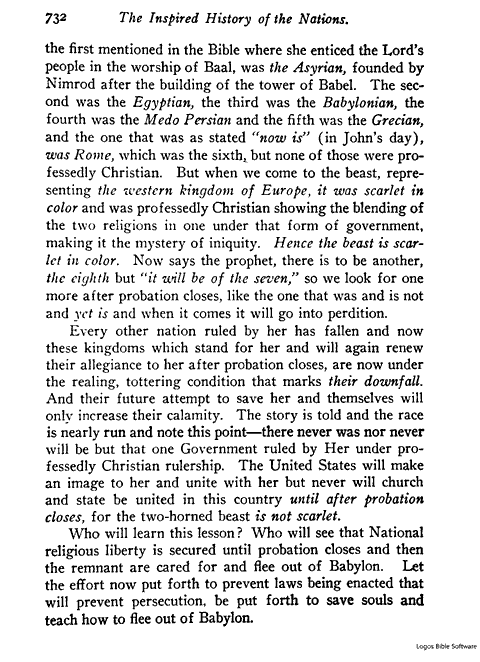 732 The Inspired History of the Nations.
the first mentioned in the Bible where she enticed the Lord's
people in the worship of Baal, was the Asyrian, founded by
Nimrod after the building of the tower of Babel. The sec-
ond was the Egyptian, the third was the Babylonian, the
fourth was the Medo Persian and the fifth was the Grecian,
and the one that was as stated "now is" (in John's day),
was Rome, which was the sixth, but none of those were pro-
fessedly Christian. But when we come to the beast, repre-
senting the western kingdom of Europe, it was scarlet in
color and was professedly Christian showing the blending of
the two religions in one under that form of government,
making it the mystery of iniquity. Hence the beast is scar-
let in color. Now says the prophet, there is to be another,
the eighth but "it will be of the seven," so we look for one
more after probation closes, like the one that was and is not
and yet is and when it comes it will go into perdition.
Every other nation ruled by her has fallen and now
these kingdoms which stand for her and will again renew
their allegiance to her after probation closes, are now under
the realing, tottering condition that marks their downfall.
And their future attempt to save her and themselves will
only increase their calamity. The story is told and the race
is nearly run and note this point—there never was nor never
will be but that one Government ruled by Her under pro-
fessedly Christian rulership. The United States will make
an image to her and unite with her but never will church
and state be united in this country until after probation
closes, for the two-horned beast is not scarlet.
Who will learn this lesson? Who will see that National
religious liberty is secured until probation closes and then
the remnant are cared for and flee out of Babylon. Let
the effort now put forth to prevent laws being enacted that
will prevent persecution, be put forth to save souls and
teach how to flee out of Babylon.
Logos Bible Software